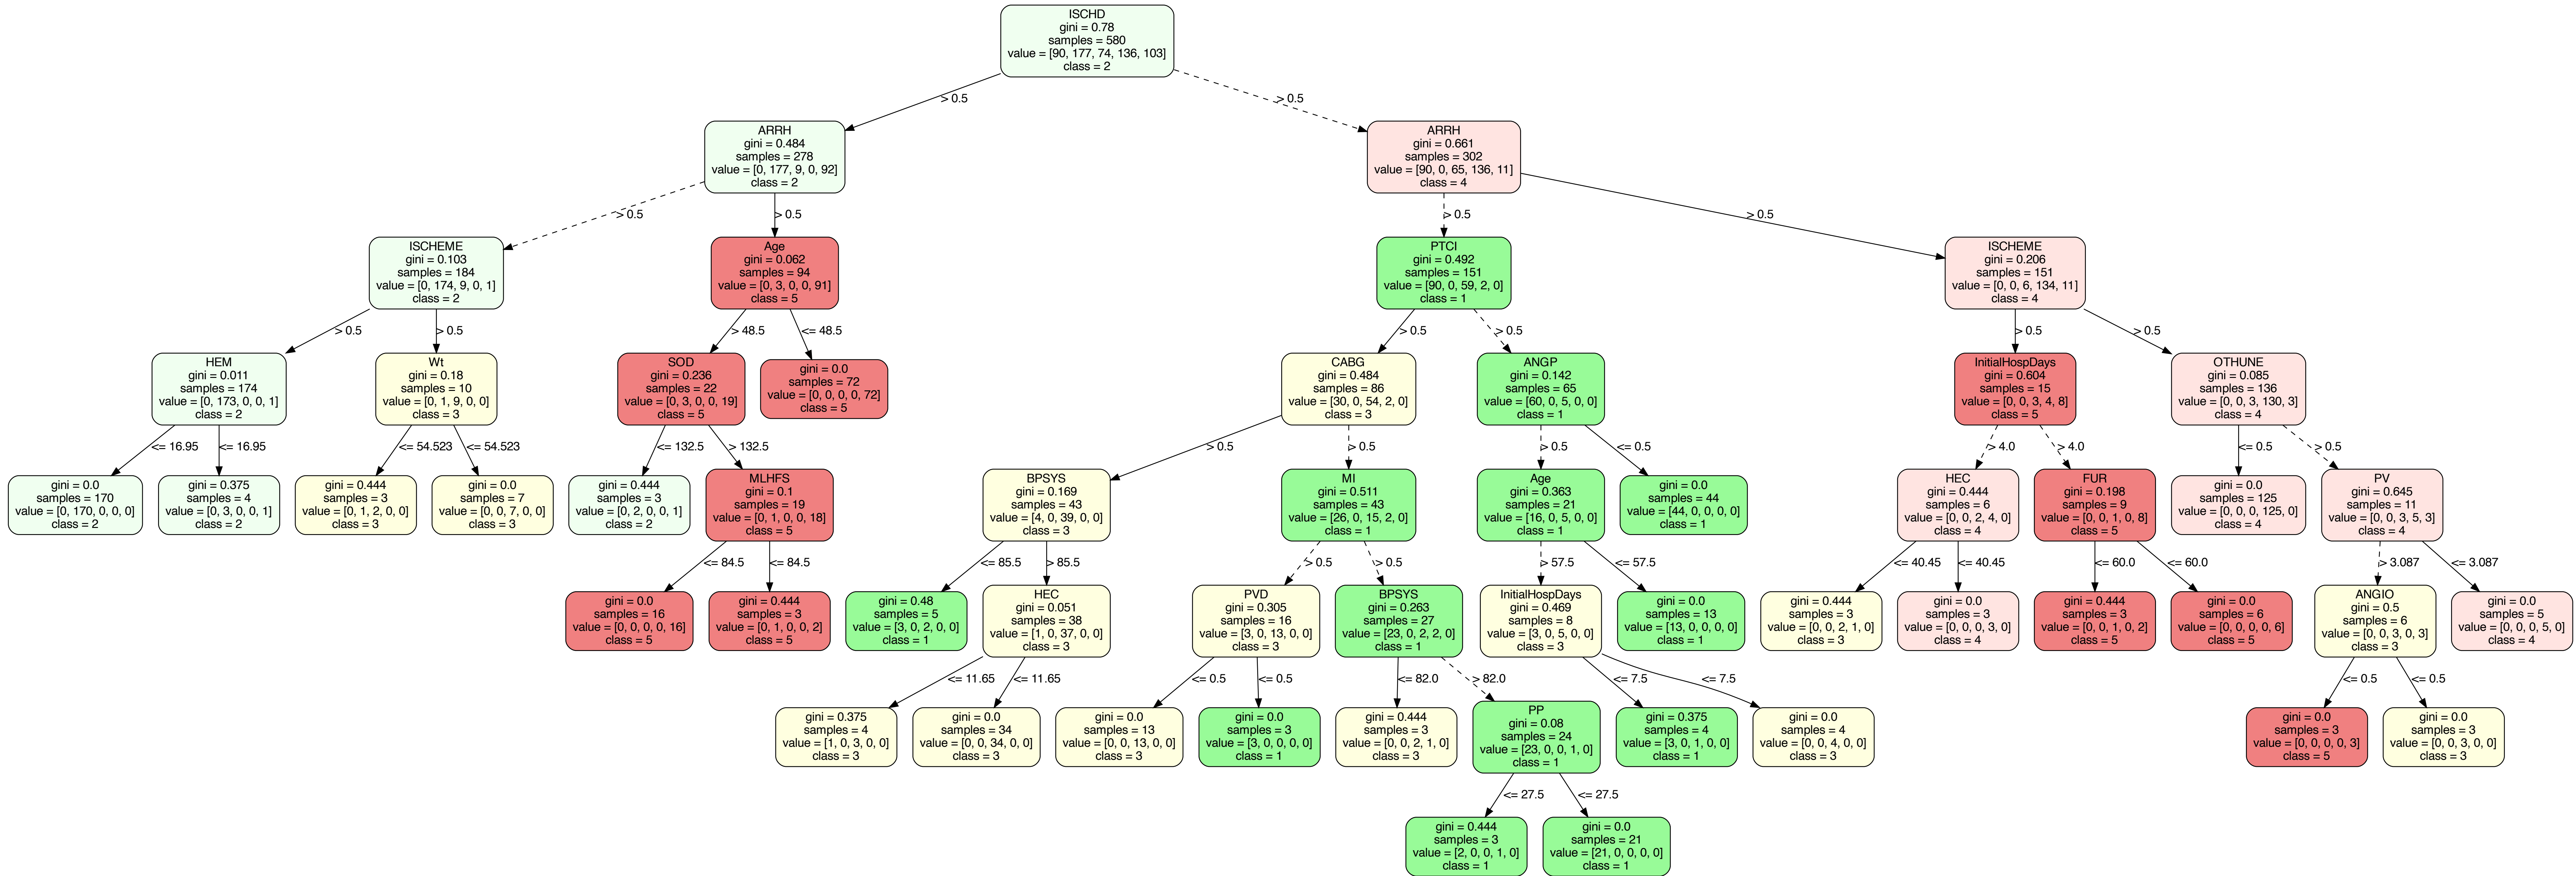 ISCHD
gini = 0.78
samples = 580
value = [90, 177, 74, 136, 103]
class = 2
> 0.5
> 0.5
ARRH
gini = 0.484
samples = 278
value = [0, 177, 9, 0, 92]
class = 2
ARRH
gini = 0.661
samples = 302
value = [90, 0, 65, 136, 11]
class = 4
> 0.5
> 0.5
> 0.5
> 0.5
ISCHEME
gini = 0.103
samples = 184
value = [0, 174, 9, 0, 1]
class = 2
Age
gini = 0.062
samples = 94
value = [0, 3, 0, 0, 91]
class = 5
PTCI
gini = 0.492
samples = 151
value = [90, 0, 59, 2, 0]
class = 1
ISCHEME
gini = 0.206
samples = 151
value = [0, 0, 6, 134, 11]
class = 4
> 0.5
> 0.5
> 48.5
<= 48.5
> 0.5
> 0.5
> 0.5
> 0.5
HEM
gini = 0.011
samples = 174
value = [0, 173, 0, 0, 1]
class = 2
Wt
gini = 0.18
samples = 10
value = [0, 1, 9, 0, 0]
class = 3
SOD
gini = 0.236
samples = 22
value = [0, 3, 0, 0, 19]
class = 5
gini = 0.0
samples = 72
value = [0, 0, 0, 0, 72]
class = 5
CABG
gini = 0.484
samples = 86
value = [30, 0, 54, 2, 0]
class = 3
ANGP
gini = 0.142
samples = 65
value = [60, 0, 5, 0, 0]
class = 1
InitialHospDays
gini = 0.604
samples = 15
value = [0, 0, 3, 4, 8]
class = 5
OTHUNE
gini = 0.085
samples = 136
value = [0, 0, 3, 130, 3]
class = 4
<= 16.95
<= 16.95
<= 54.523
<= 54.523
<= 132.5
> 132.5
> 0.5
> 0.5
> 0.5
<= 0.5
> 4.0
> 4.0
<= 0.5
> 0.5
gini = 0.0
samples = 170
value = [0, 170, 0, 0, 0]
class = 2
gini = 0.375
samples = 4
value = [0, 3, 0, 0, 1]
class = 2
gini = 0.444
samples = 3
value = [0, 1, 2, 0, 0]
class = 3
gini = 0.0
samples = 7
value = [0, 0, 7, 0, 0]
class = 3
gini = 0.444
samples = 3
value = [0, 2, 0, 0, 1]
class = 2
MLHFS
gini = 0.1
samples = 19
value = [0, 1, 0, 0, 18]
class = 5
BPSYS
gini = 0.169
samples = 43
value = [4, 0, 39, 0, 0]
class = 3
MI
gini = 0.511
samples = 43
value = [26, 0, 15, 2, 0]
class = 1
Age
gini = 0.363
samples = 21
value = [16, 0, 5, 0, 0]
class = 1
gini = 0.0
samples = 44
value = [44, 0, 0, 0, 0]
class = 1
HEC
gini = 0.444
samples = 6
value = [0, 0, 2, 4, 0]
class = 4
FUR
gini = 0.198
samples = 9
value = [0, 0, 1, 0, 8]
class = 5
gini = 0.0
samples = 125
value = [0, 0, 0, 125, 0]
class = 4
PV
gini = 0.645
samples = 11
value = [0, 0, 3, 5, 3]
class = 4
<= 84.5
<= 84.5
<= 85.5
> 85.5
> 0.5
> 0.5
> 57.5
<= 57.5
<= 40.45
<= 40.45
<= 60.0
<= 60.0
> 3.087
<= 3.087
gini = 0.0
samples = 16
value = [0, 0, 0, 0, 16]
class = 5
gini = 0.444
samples = 3
value = [0, 1, 0, 0, 2]
class = 5
gini = 0.48
samples = 5
value = [3, 0, 2, 0, 0]
class = 1
HEC
gini = 0.051
samples = 38
value = [1, 0, 37, 0, 0]
class = 3
PVD
gini = 0.305
samples = 16
value = [3, 0, 13, 0, 0]
class = 3
BPSYS
gini = 0.263
samples = 27
value = [23, 0, 2, 2, 0]
class = 1
InitialHospDays
gini = 0.469
samples = 8
value = [3, 0, 5, 0, 0]
class = 3
gini = 0.0
samples = 13
value = [13, 0, 0, 0, 0]
class = 1
gini = 0.444
samples = 3
value = [0, 0, 2, 1, 0]
class = 3
gini = 0.0
samples = 3
value = [0, 0, 0, 3, 0]
class = 4
gini = 0.444
samples = 3
value = [0, 0, 1, 0, 2]
class = 5
gini = 0.0
samples = 6
value = [0, 0, 0, 0, 6]
class = 5
ANGIO
gini = 0.5
samples = 6
value = [0, 0, 3, 0, 3]
class = 3
gini = 0.0
samples = 5
value = [0, 0, 0, 5, 0]
class = 4
<= 11.65
<= 11.65
<= 0.5
<= 0.5
<= 82.0
> 82.0
<= 7.5
<= 7.5
<= 0.5
<= 0.5
gini = 0.375
samples = 4
value = [1, 0, 3, 0, 0]
class = 3
gini = 0.0
samples = 34
value = [0, 0, 34, 0, 0]
class = 3
gini = 0.0
samples = 13
value = [0, 0, 13, 0, 0]
class = 3
gini = 0.0
samples = 3
value = [3, 0, 0, 0, 0]
class = 1
gini = 0.444
samples = 3
value = [0, 0, 2, 1, 0]
class = 3
PP
gini = 0.08
samples = 24
value = [23, 0, 0, 1, 0]
class = 1
gini = 0.375
samples = 4
value = [3, 0, 1, 0, 0]
class = 1
gini = 0.0
samples = 4
value = [0, 0, 4, 0, 0]
class = 3
gini = 0.0
samples = 3
value = [0, 0, 0, 0, 3]
class = 5
gini = 0.0
samples = 3
value = [0, 0, 3, 0, 0]
class = 3
<= 27.5
<= 27.5
gini = 0.444
samples = 3
value = [2, 0, 0, 1, 0]
class = 1
gini = 0.0
samples = 21
value = [21, 0, 0, 0, 0]
class = 1